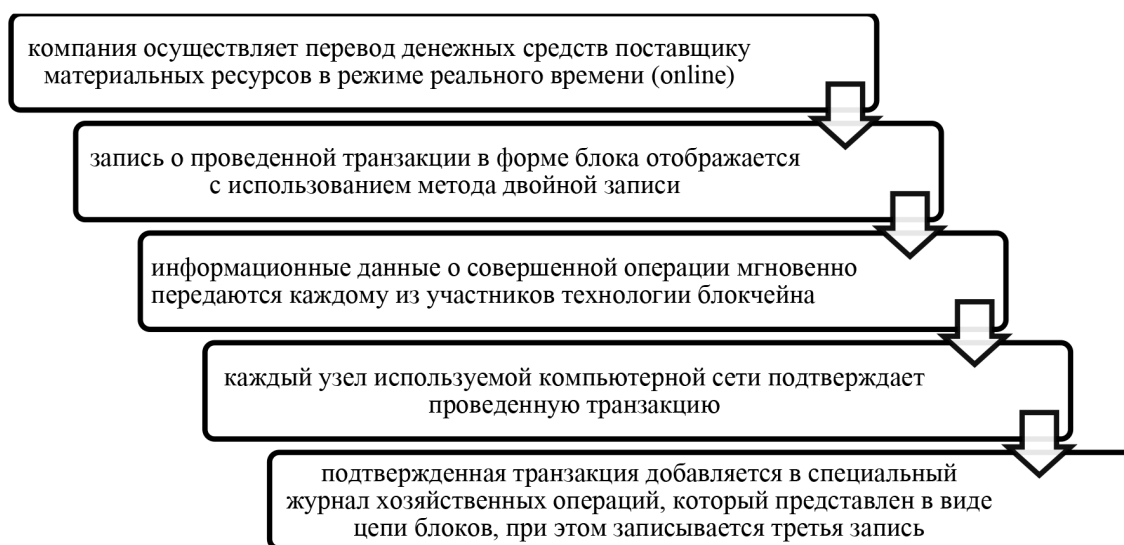 компания осуществляет перевод денежных средств поставщику
материальных ресурсов в режиме реального времени (online)
запись о проведенной транзакции в форме блока отображается
с использованием метода двойной записи
информационные данные о совершенной операции мгновенно
передаются каждому из участников технологии блокчейна
каждый узел используемой компьютерной сети подтверждает
проведенную транзакцию
подтвержденная транзакция добавляется в специальный
журнал хозяйственных операций, который представлен в виде
цепи блоков, при этом записывается третья запись